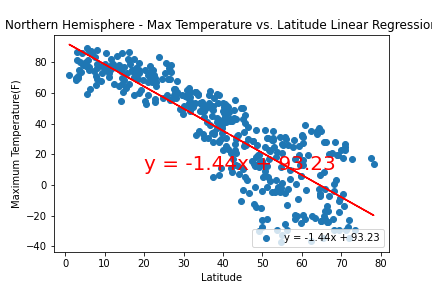 Northern Hemisphere - Max Temperature vs. Latitude Linear Regression
Maximum Temperature(F)
80
60
40
20
0
−20
−40
y = -1.44x + 93.23
y = -1.44x + 93.23
0 10 20 30 40 50 60 70 80
Latitude